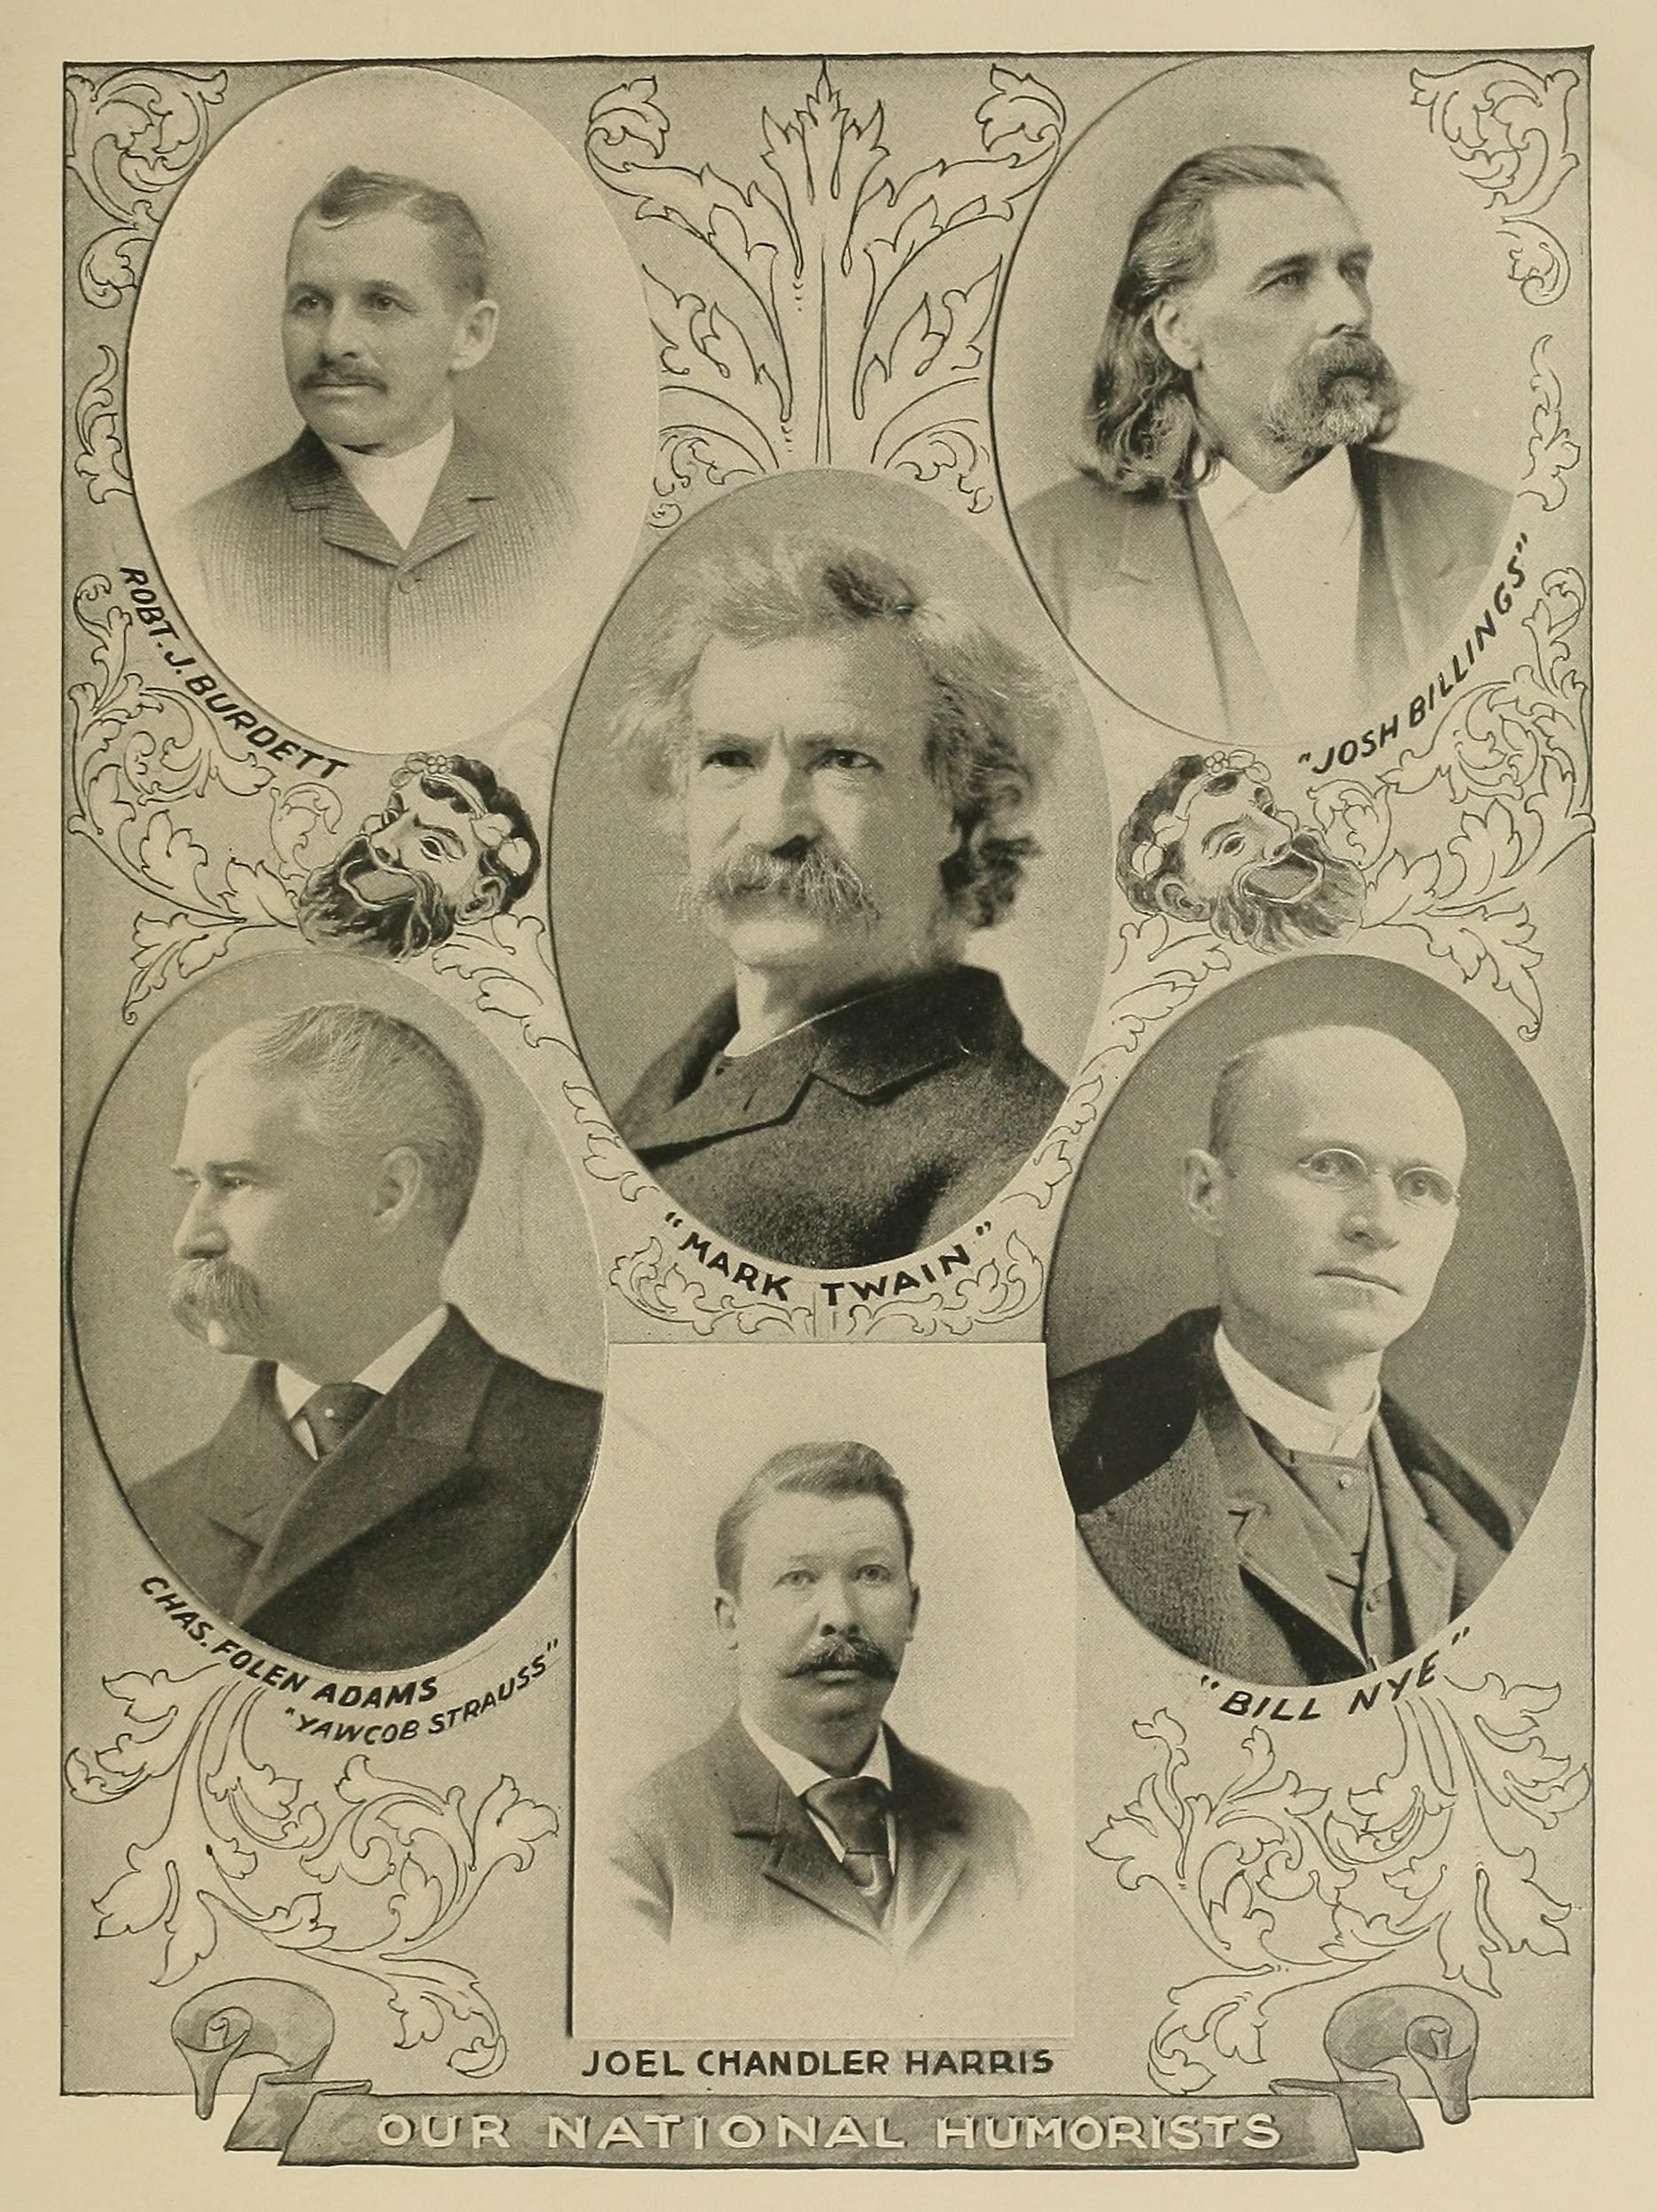 ROBT. J. BURDETT
"JOSH BILLINGS"
"MARK TWAIN"
CHAS. FOLEN ADAMS
"YAWCOB STRAUSS"
"BILL NYE"
JOEL CHANDLER HARRIS
OUR NATIONAL HUMORISTS